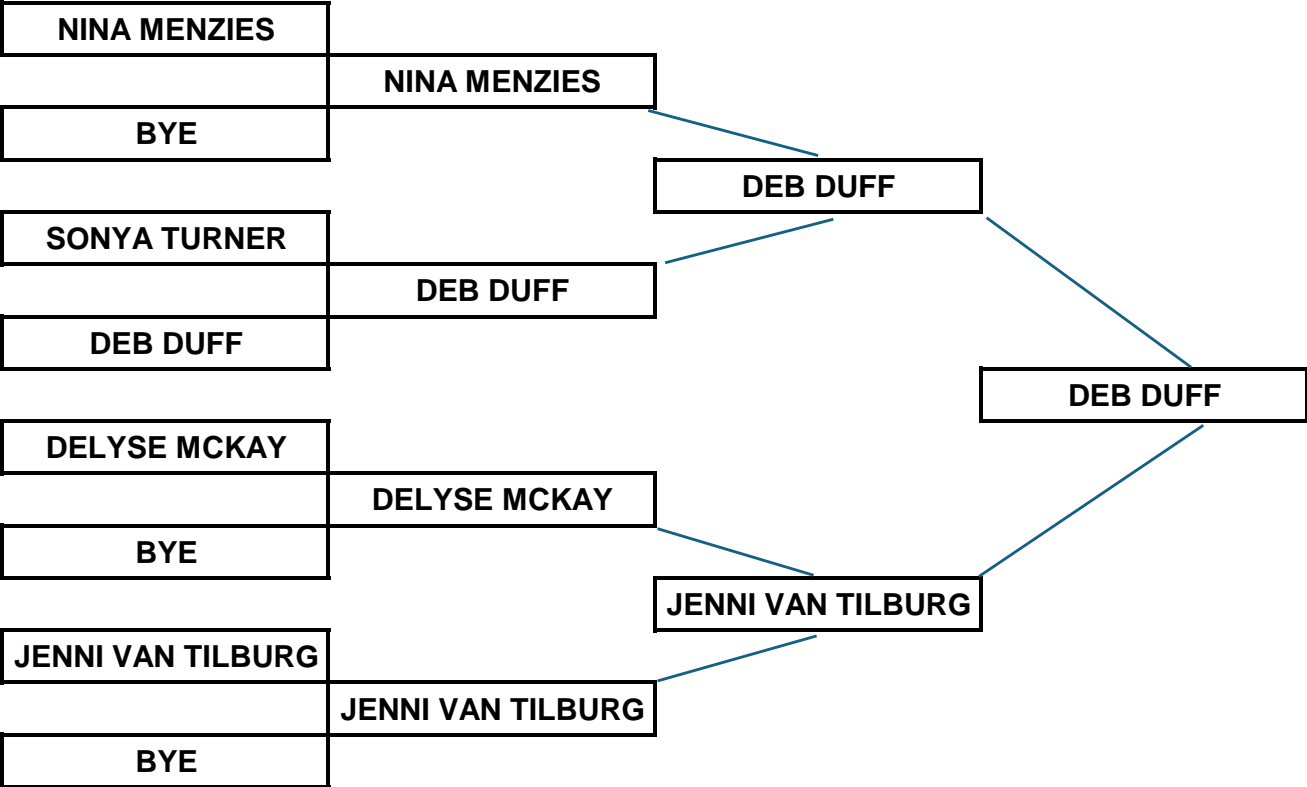 NINA MENZIES
NINA MENZIES
BYE
DEB DUFF
SONYA TURNER
DEB DUFF
DEB DUFF
DEB DUFF
DELYSE MCKAY
DELYSE MCKAY
BYE
JENNI VAN TILBURG
JENNI VAN TILBURG
JENNI VAN TILBURG
BYE